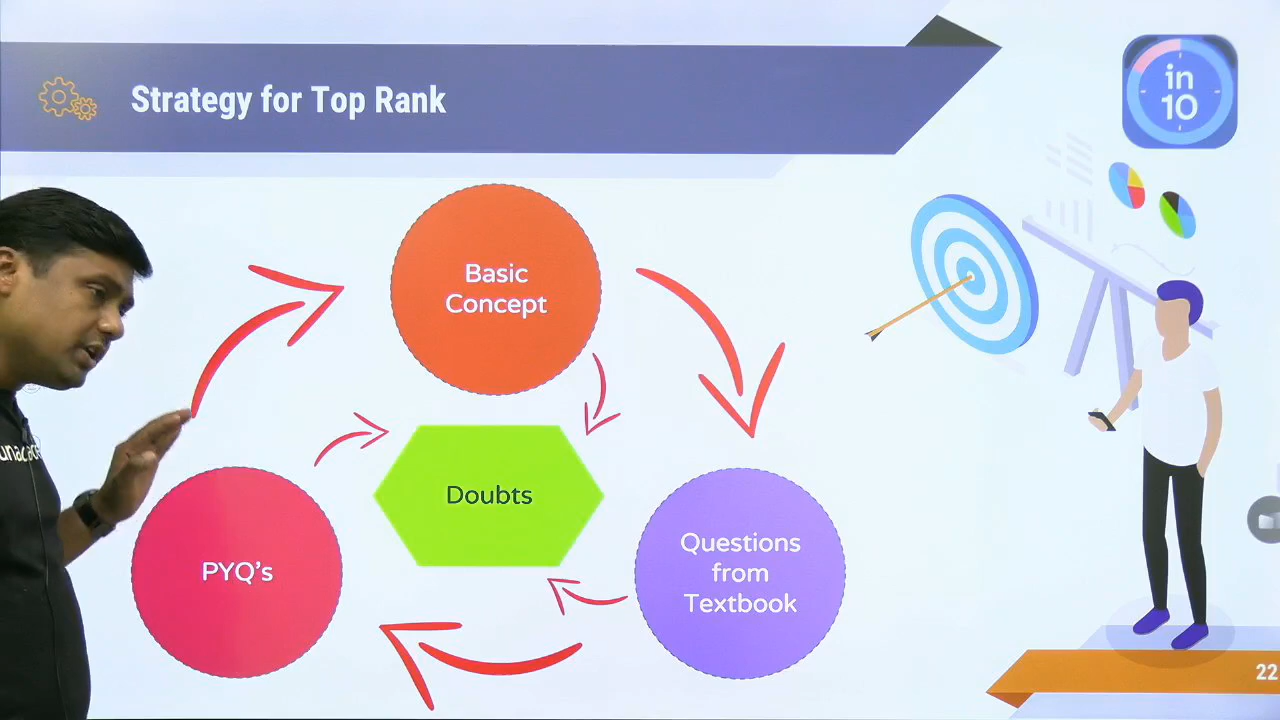 Strategy for Top Rank
in
10
Basic
Concept
Doubts
PYQ's
Questions
from
Textbook
22